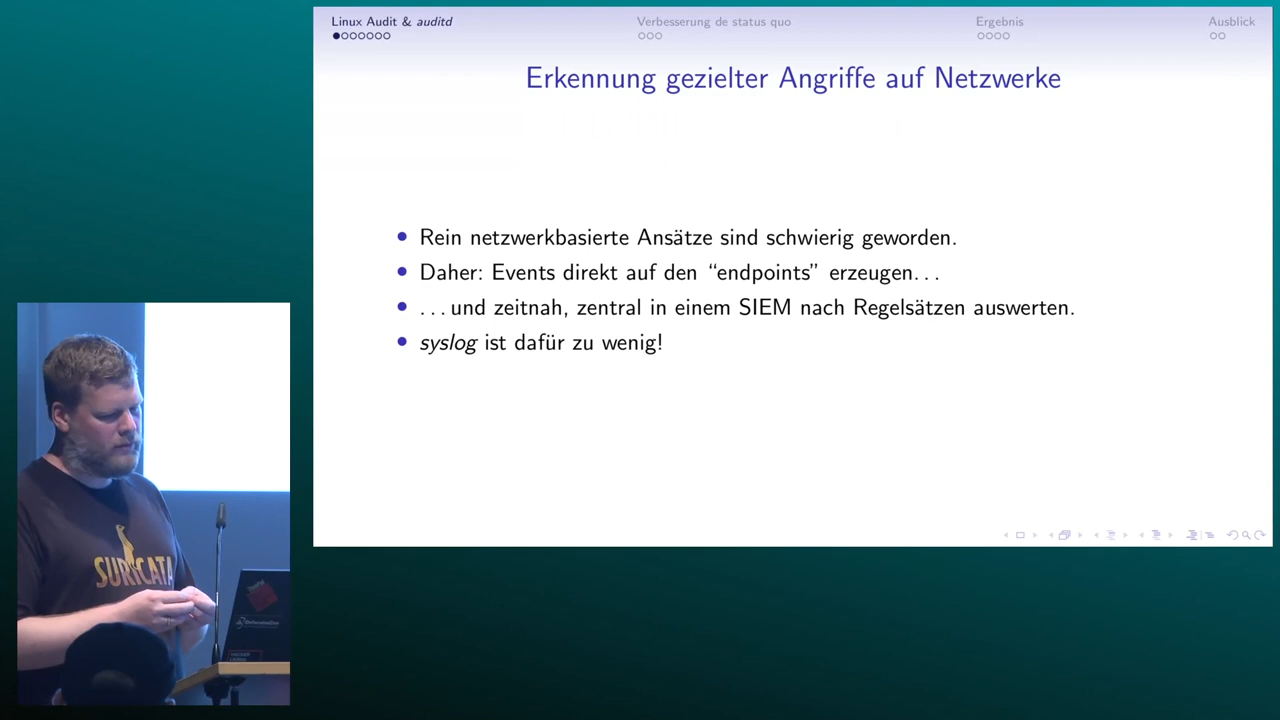 Linux Audit & auditd
Verbesserung de status quo
Ergebnis
Ausblick
Erkennung gezielter Angriffe auf Netzwerke
Rein netzwerkbasierte Ansätze sind schwierig geworden.
Daher: Events direkt auf den “endpoints” erzeugen...
...und zeitnah, zentral in einem SIEM nach Regelsätzen auswerten.
syslog ist dafür zu wenig!
SURICATA